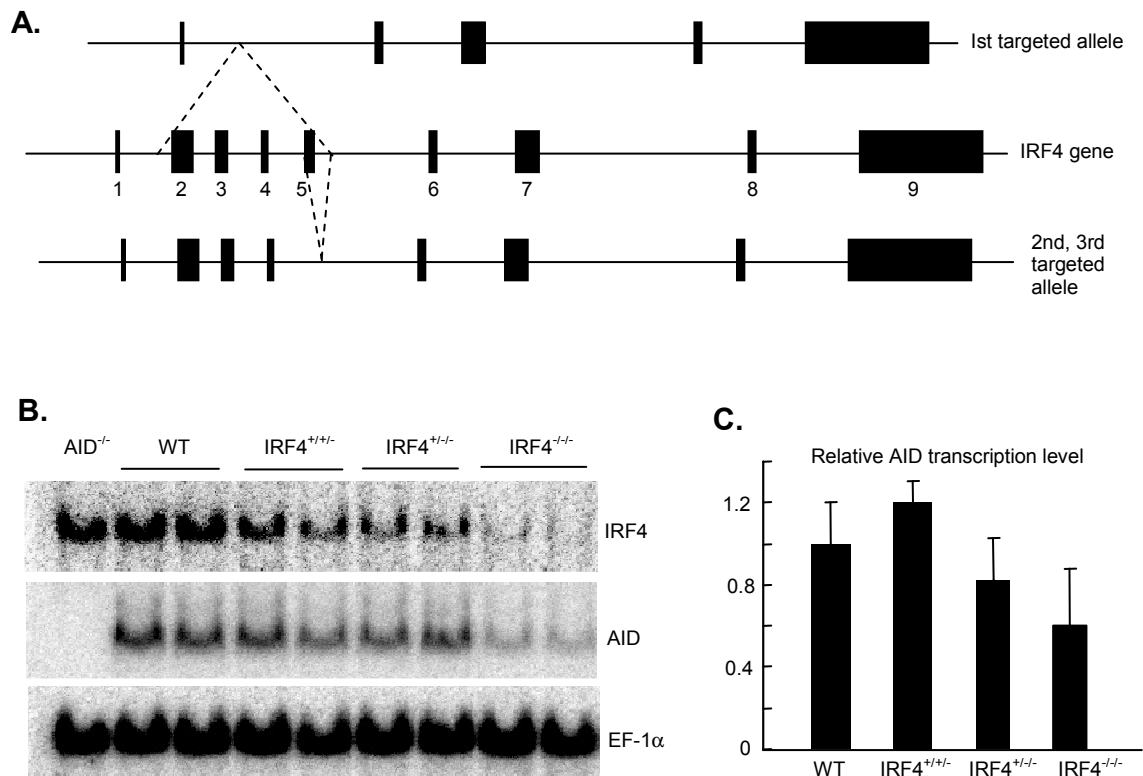 A.
Ist targeted allele
IRF4 gene
1 2 3 4 5 6 7 8 9
2nd, 3rd
targeted
allele
B.
AID-/- WT IRF4+/+/- IRF4+/-/- IRF4-/-/-
IRF4
AID
EF-1α
C.
Relative AID transcription level
1.2
0.8
0.4
0
WT IRF4+/+/- IRF4+/-/- IRF4-/-/-